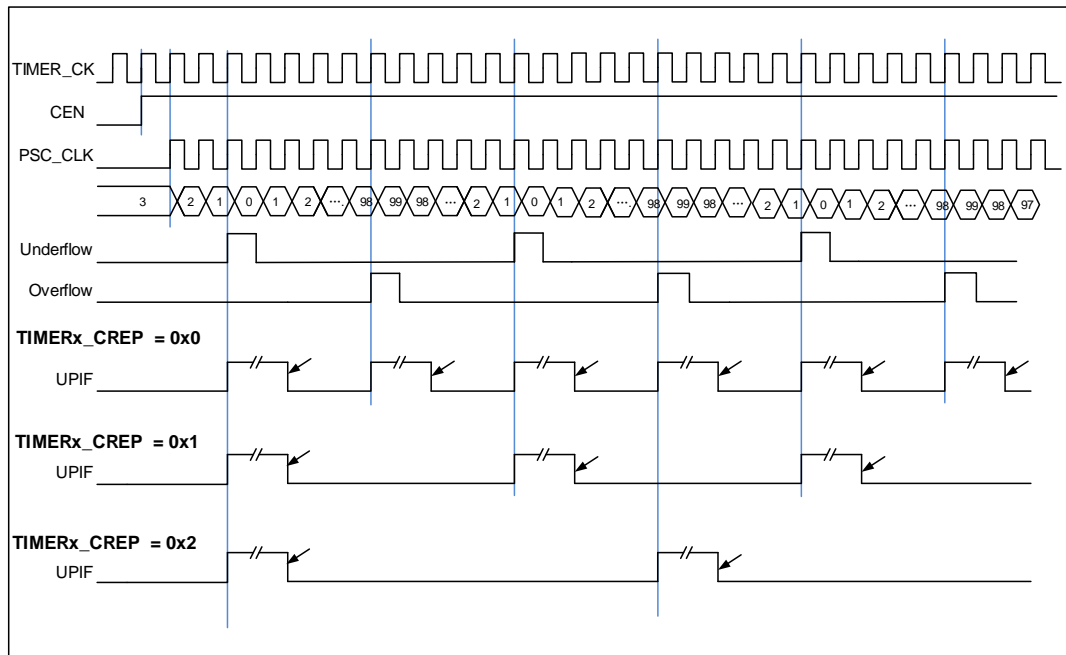 TIMER_CK
CEN
PSC_CLK
3 2 1 0 1 2 .... 98 99 98 ... 2 1 0 1 2 .... 98 99 98 ... 2 1 0 1 2 ... 98 99 98 97
Underflow
Overflow
TIMERx_CREP = 0x0
UPIF
TIMERx_CREP = 0x1
UPIF
TIMERx_CREP = 0x2
UPIF